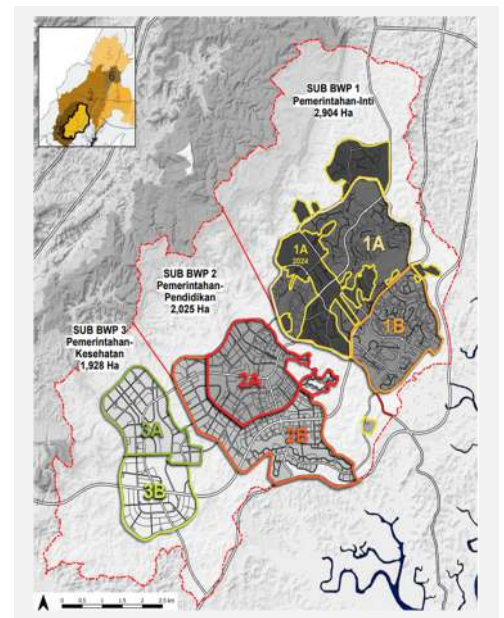 SUB BWP 1
Pemerintahan-Inti
2,904 Ha
1A
1A
2024
1B
SUB BWP 2
Pemerintahan-
Pendidikan
2,025 Ha
SUB BWP 3
Pemerintahan-
Kesehatan
1,928 Ha
2A
2B
3A
3B
0 0.5 1 1.5 2 2.5 km